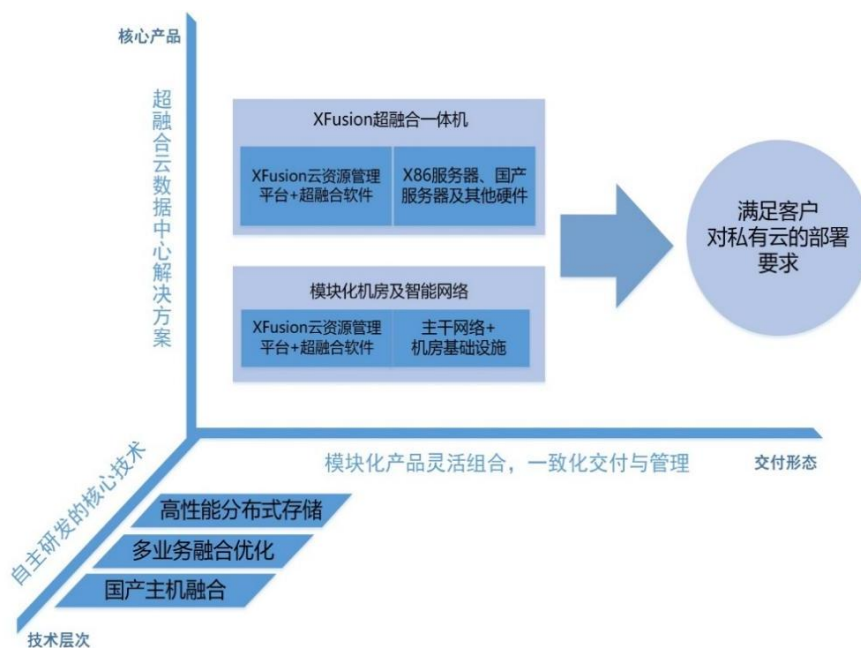 核心产品
超融合云数据中心解决方案
XFusion超融合一体机
XFusion云资源管理
平台+超融合软件
X86服务器、国产
服务器及其他硬件
满足客户
对私有云的部署
要求
模块化机房及智能网络
XFusion云资源管理
平台+超融合软件
主干网络+
机房基础设施
模块化产品灵活组合，一致化交付与管理
交付形态
自主研发的核心技术
高性能分布式存储
多业务融合优化
国产主机融合
技术层次